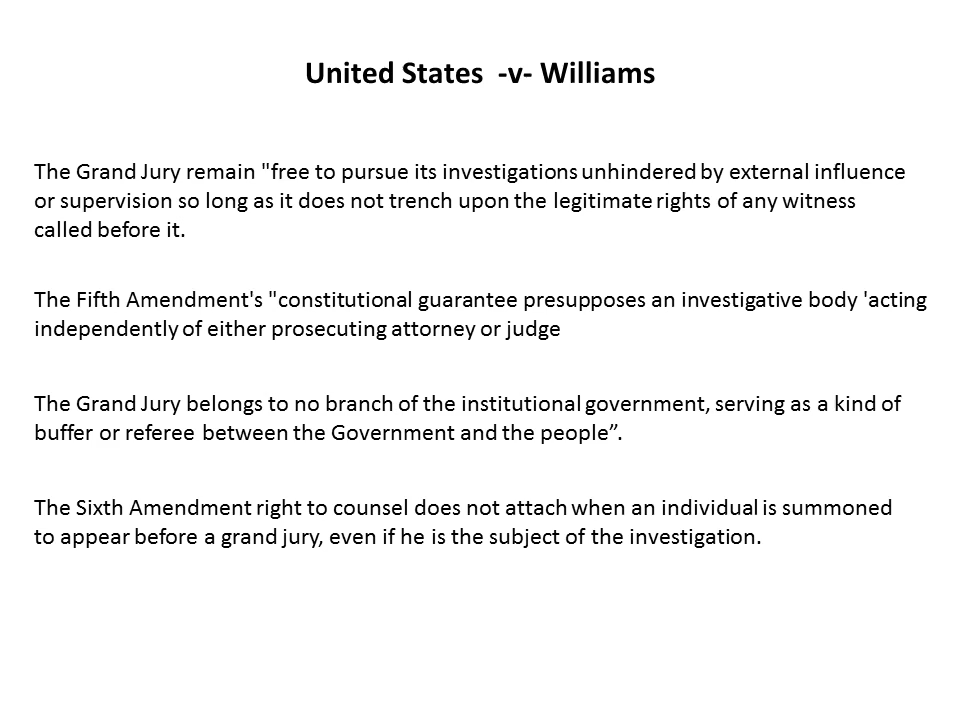 United States -v- Williams
The Grand Jury remain "free to pursue its investigations unhindered by external influence
or supervision so long as it does not trench upon the legitimate rights of any witness
called before it.
The Fifth Amendment's "constitutional guarantee presupposes an investigative body 'acting
independently of either prosecuting attorney or judge
The Grand Jury belongs to no branch of the institutional government, serving as a kind of
buffer or referee between the Government and the people”.
The Sixth Amendment right to counsel does not attach when an individual is summoned
to appear before a grand jury, even if he is the subject of the investigation.